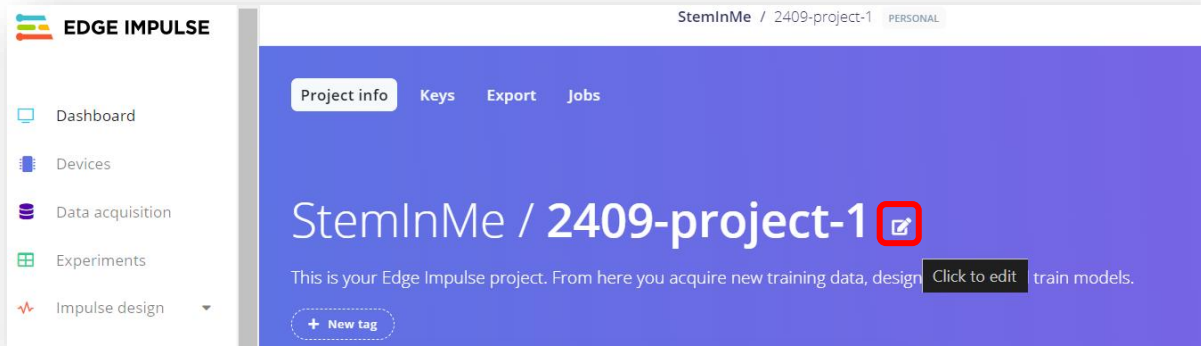 EDGE IMPULSE
StemInMe / 2409-project-1 PERSONAL
Project info Keys Export Jobs
Dashboard
Devices
Data acquisition
Experiments
Impulse design
StemInMe / 2409-project-1
This is your Edge Impulse project. From here you acquire new training data, design
Click to edit
train models.
+ New tag